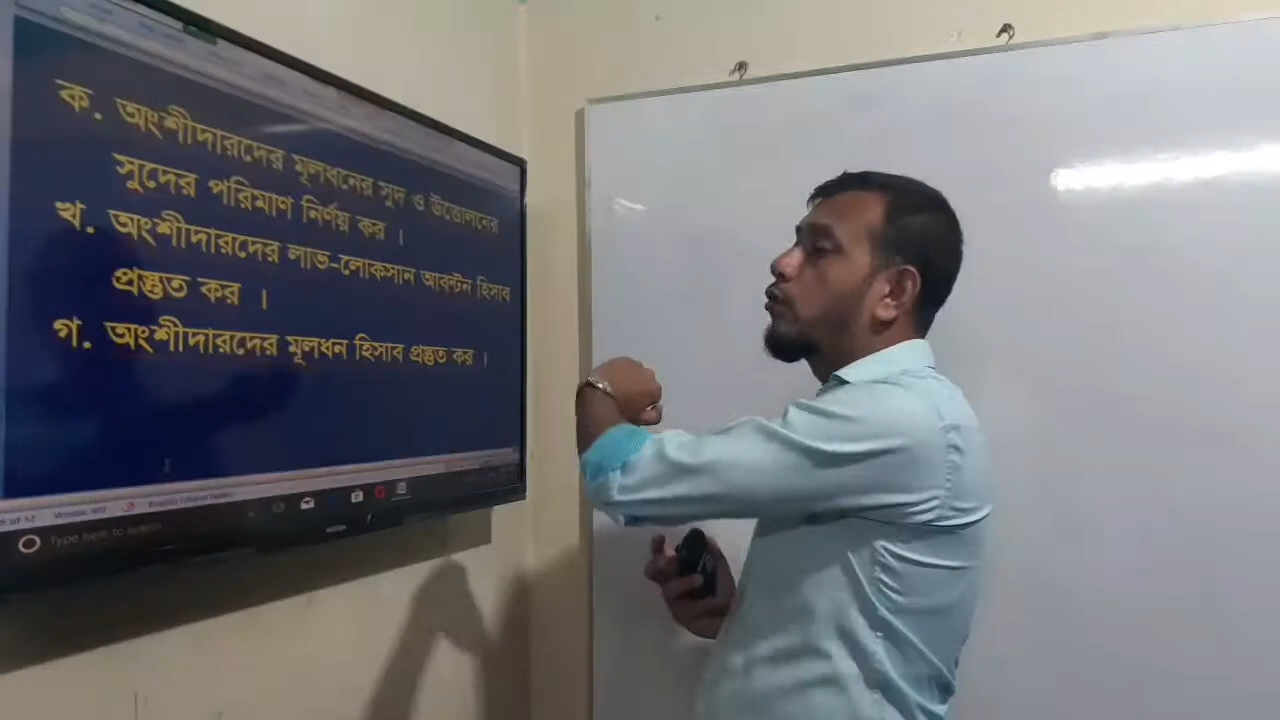 ক. অংশীদারদের মূলধনের সুদ ও উত্তোলনের
সুদের পরিমাণ নির্ণয় কর ।
খ. অংশীদারদের লাভ-লোকসান আবন্টন হিসাব
প্রস্তুত কর ।
গ. অংশীদারদের মূলধন হিসাব প্রস্তুত কর ।
Type here to search